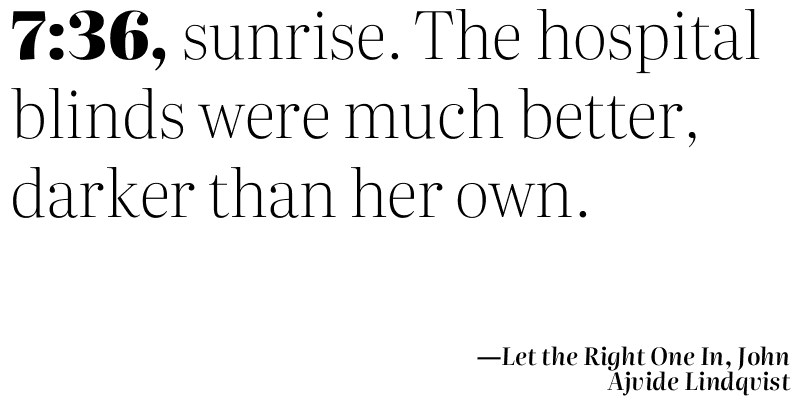 7:36, sunrise. The hospital
blinds were much better,
darker than her own.
—Let the Right One In, John
Ajvide Lindqvist